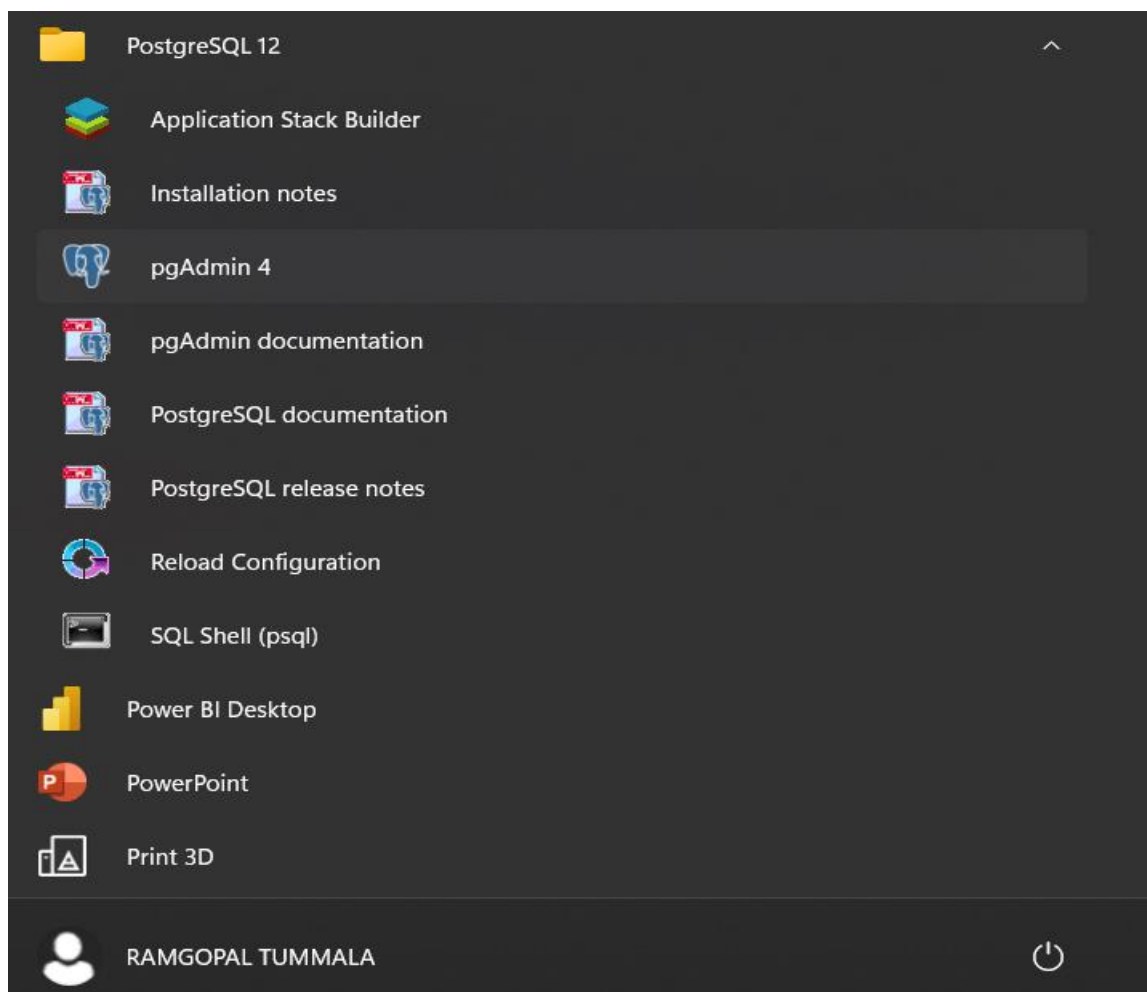 PostgreSQL 12
Application Stack Builder
Installation notes
pgAdmin 4
pgAdmin documentation
PostgreSQL documentation
PostgreSQL release notes
Reload Configuration
SQL Shell (psql)
Power BI Desktop
PowerPoint
Print 3D
RAMGOPAL TUMMALA